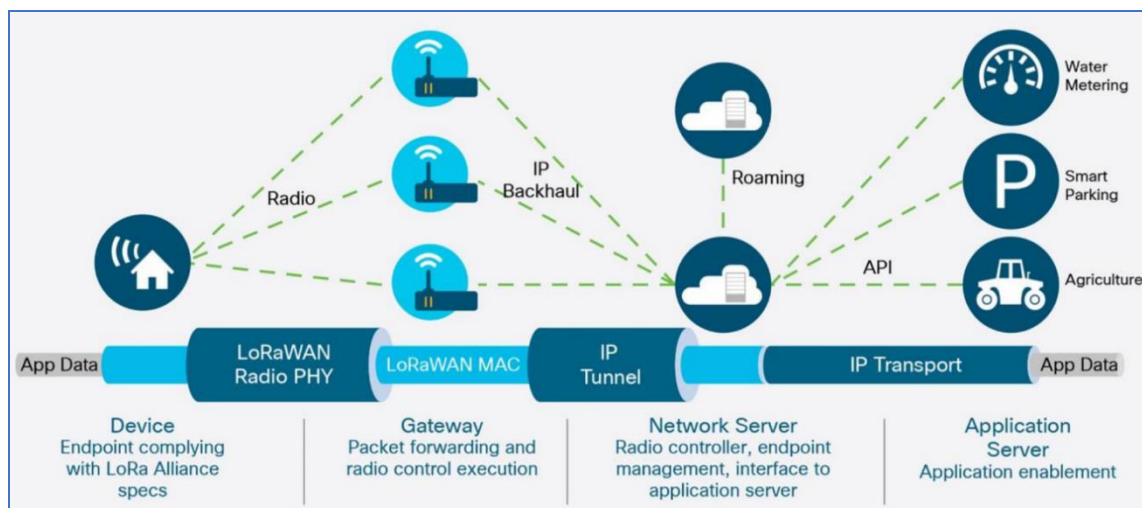 Water
Metering
IP
Backhaul
Radio
Roaming
P
Smart
Parking
API
Agriculture
App Data
LoRaWAN
Radio PHY
LoRaWAN MAC
IP
Tunnel
IP Transport
App Data
Device
Endpoint complying
with LoRa Alliance
specs
Gateway
Packet forwarding and
radio control execution
Network Server
Radio controller, endpoint
management, interface to
application server
Application
Server
Application enablement